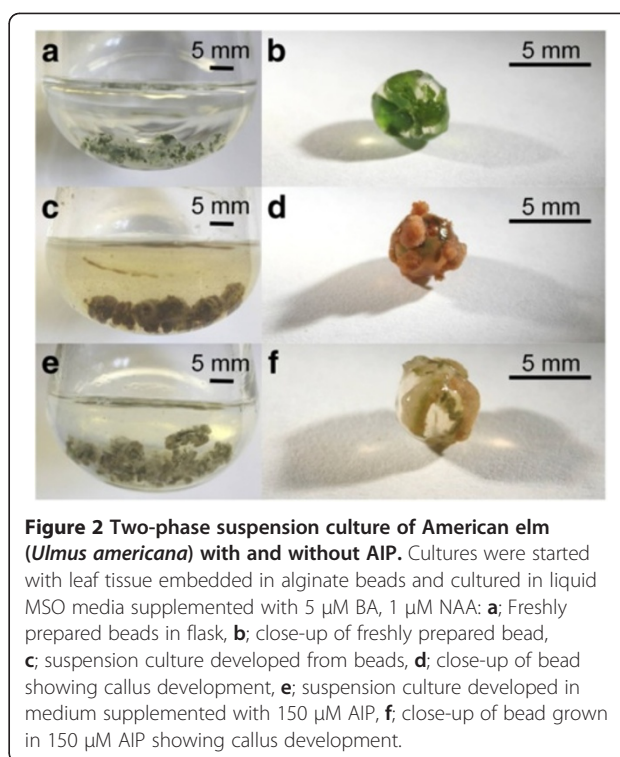 a 5 mm b 5 mm
c 5 mm d 5 mm
e 5 mm f 5 mm
Figure 2 Two-phase suspension culture of American elm
(Ulmus americana) with and without AIP. Cultures were started
with leaf tissue embedded in alginate beads and cultured in liquid
MSO media supplemented with 5 µM BA, 1 µM NAA: a; Freshly
prepared beads in flask, b; close-up of freshly prepared bead,
c; suspension culture developed from beads, d; close-up of bead
showing callus development, e; suspension culture developed in
medium supplemented with 150 µM AIP, f; close-up of bead grown
in 150 µM AIP showing callus development.